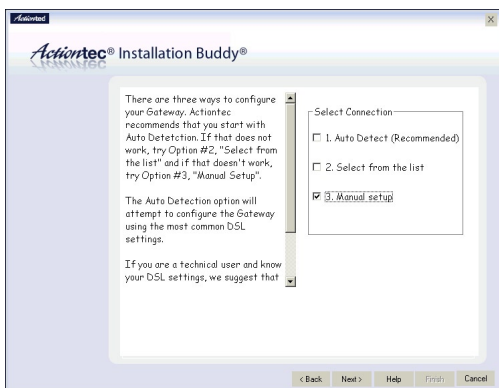 Actiontec
Actiontec® Installation Buddy®
There are three ways to configure
your Gateway. Actiontec
recommends that you start with
Auto Detetction. If that does not
work, try Option #2, "Select from
the list" and if that doesn't work,
try Option #3, "Manual Setup".
The Auto Detection option will
attempt to configure the Gateway
using the most common DSL
settings.
If you are a technical user and know
your DSL settings, we suggest that
Select Connection
1. Auto Detect (Recommended)
2. Select from the list
3. Manual setup
< Back Next > Help Finish Cancel